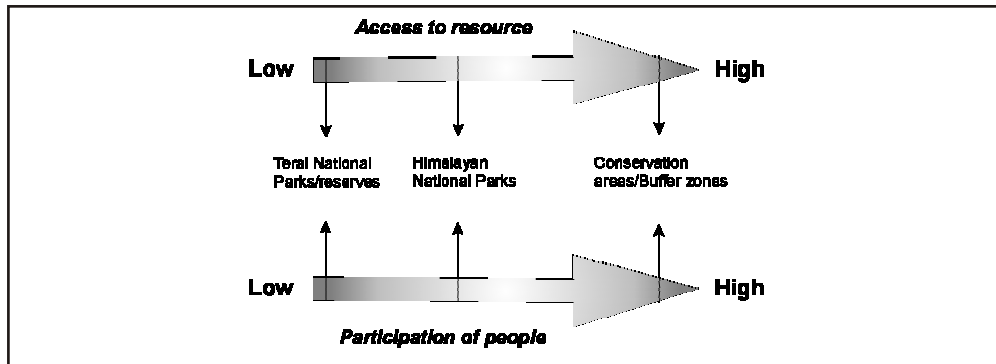 Access to resource
Low High
Terai National
Parks/reserves
Himalayan
National Parks
Conservation
areas/Buffer zones
Low High
Participation of people